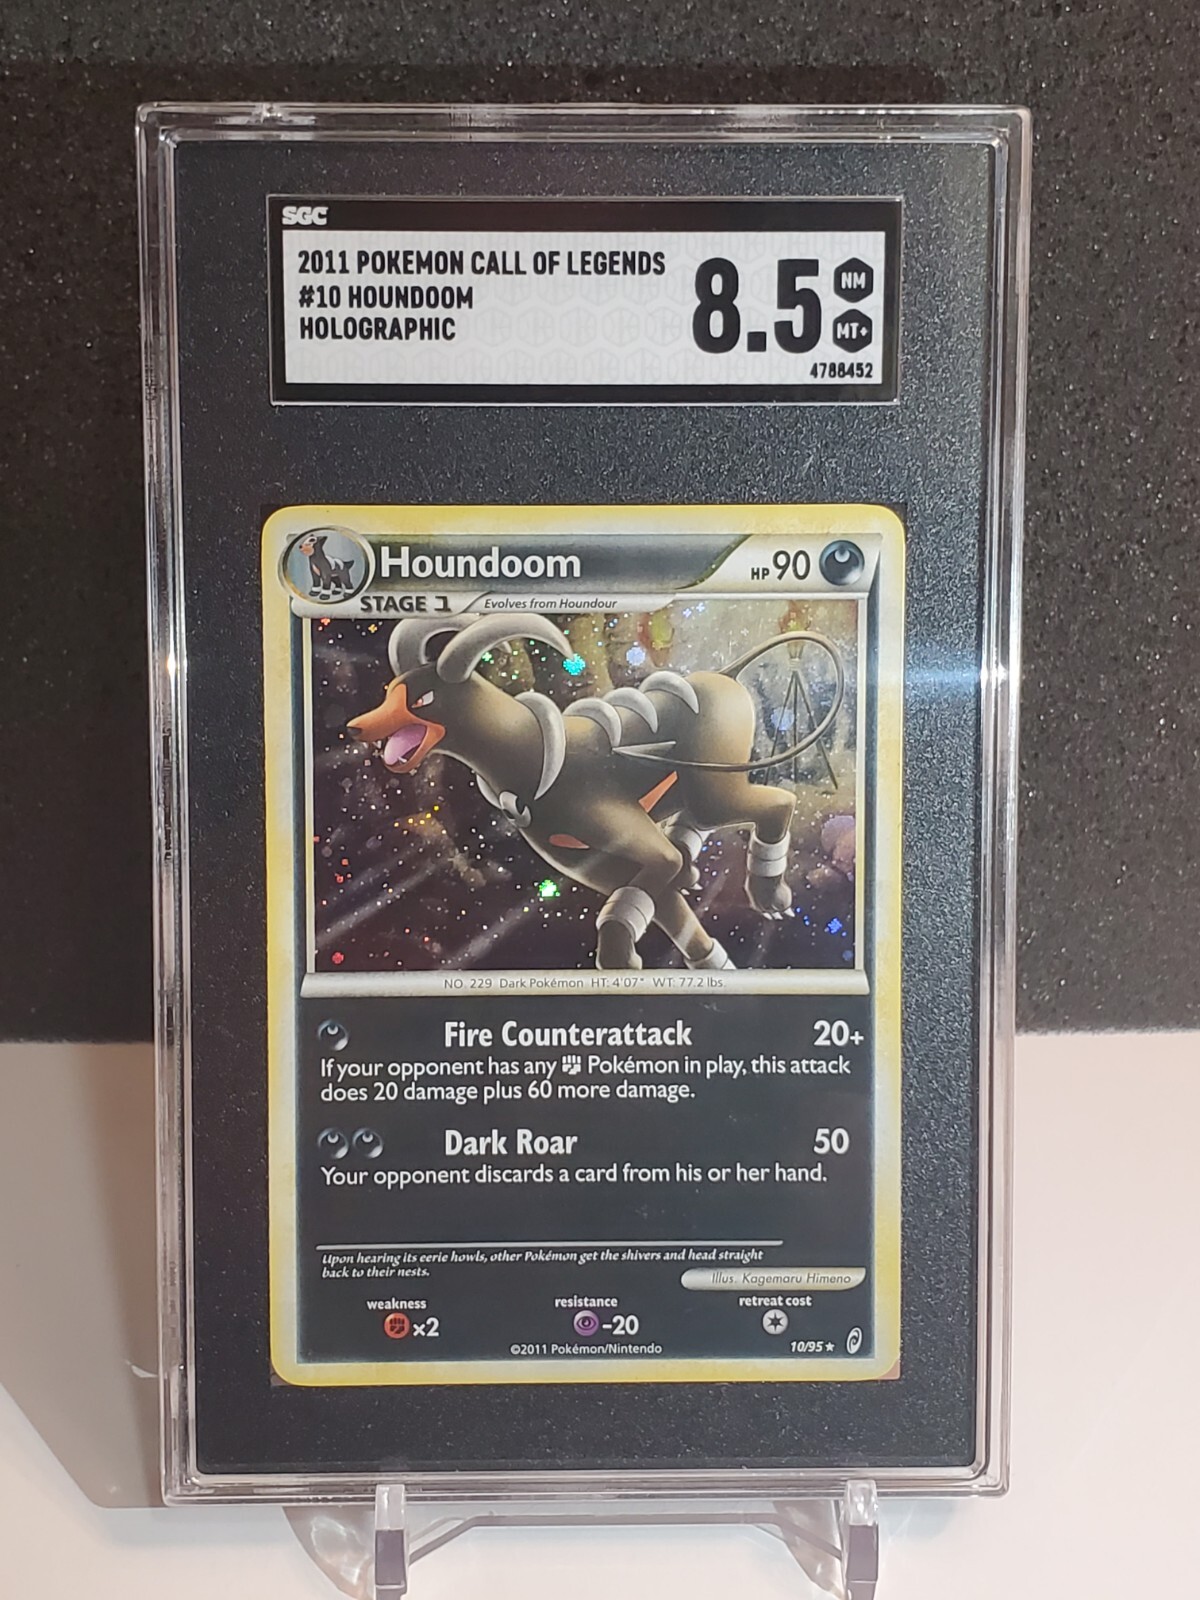 SGC
2011 POKEMON CALL OF LEGENDS
#10 HOUNDOOM
HOLOGRAPHIC
8.5
NM
MT+
4788452
Houndoom
HP 90
STAGE 1
Evolves from Houndour
NO. 229 Dark Pokémon HT: 4'07" WT: 77.2 lbs.
Fire Counterattack 20+
If your opponent has any Pokémon in play, this attack
does 20 damage plus 60 more damage.
Dark Roar 50
Your opponent discards a card from his or her hand.
Upon hearing its eerie howls, other Pokémon get the shivers and head straight
back to their nests.
Illus. Kagemaru Himeno
weakness resistance retreat cost
x2 -20
©2011 Pokémon/Nintendo
10/95 ★